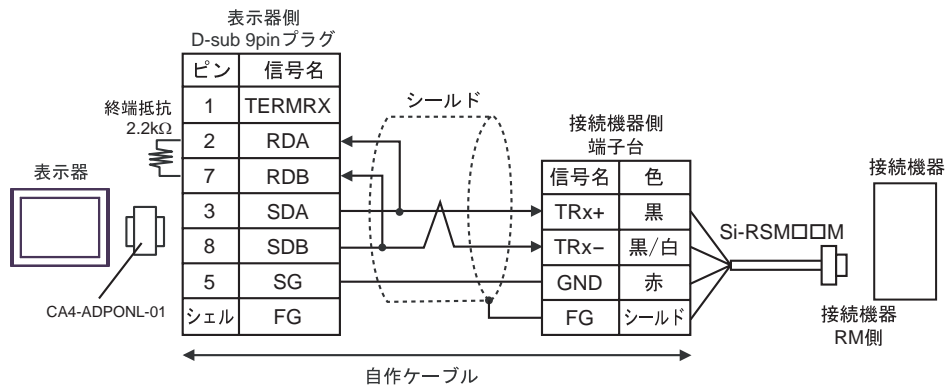 表示器側
D-sub 9pinプラグ
ピン 信号名
1 TERMRX
2 RDA
7 RDB
3 SDA
8 SDB
5 SG
シェル FG
終端抵抗
2.2kΩ
表示器
CA4-ADPONL-01
シールド
接続機器側
端子台
信号名 色
TRx+ 黒
TRx− 黒/白
GND 赤
FG シールド
Si-RSM□□M
接続機器
接続機器
RM側
自作ケーブル